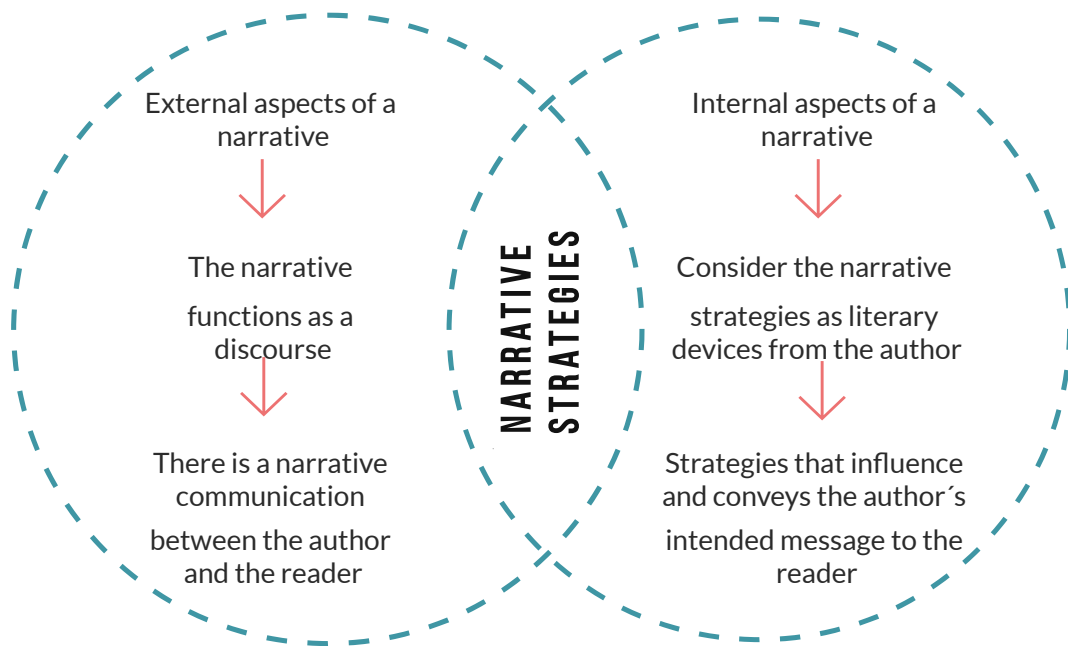 External aspects of a
narrative
The narrative
functions as a
discourse
There is a narrative
communication
between the author
and the reader
NARRATIVE
STRATEGIES
Internal aspects of a
narrative
Consider the narrative
strategies as literary
devices from the author
Strategies that influence
and conveys the author´s
intended message to the
reader